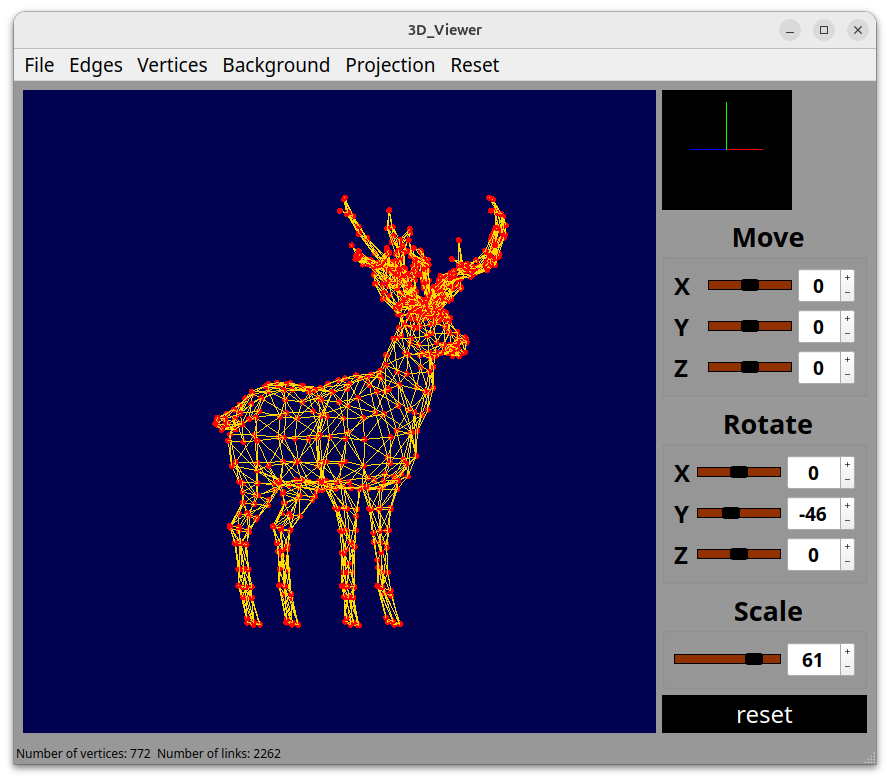 3D_Viewer
File Edges Vertices Background Projection Reset
Move
X 0 + −
Y 0 + −
Z 0 + −
Rotate
X 0 + −
Y -46 + −
Z 0 + −
Scale
61 + −
reset
Number of vertices: 772 Number of links: 2262